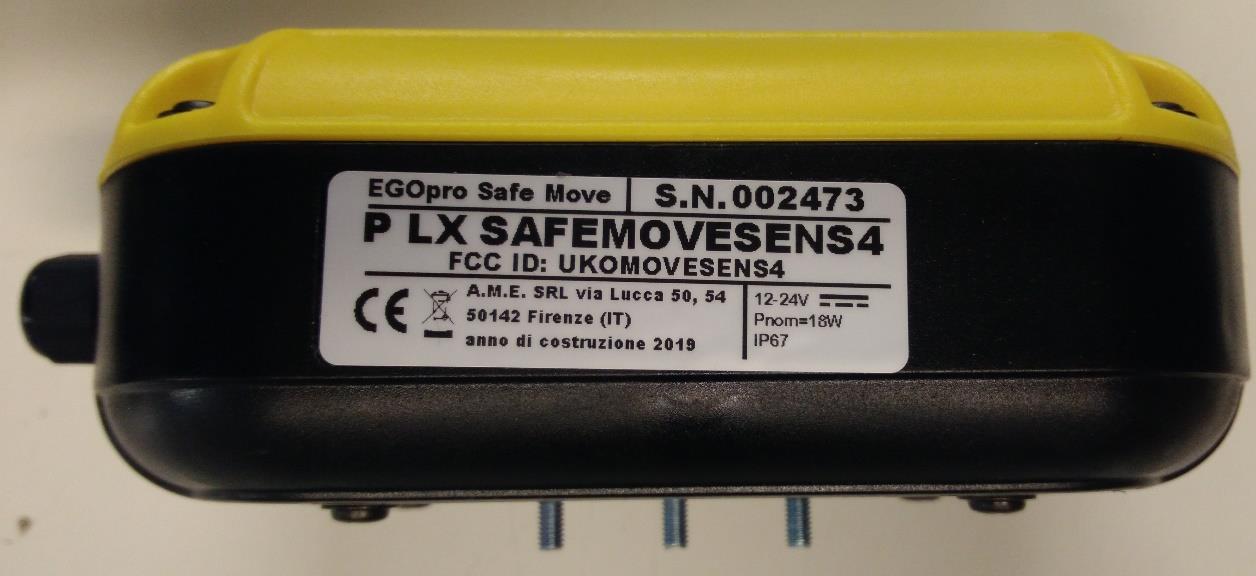 EGOpro Safe Move S.N.002473
P LX SAFEMOVESENS4
FCC ID: UKOMOVESENS4
CE
A.M.E. SRL via Lucca 50, 54
50142 Firenze (IT)
anno di costruzione 2019
12-24V
Pnom=18W
IP67